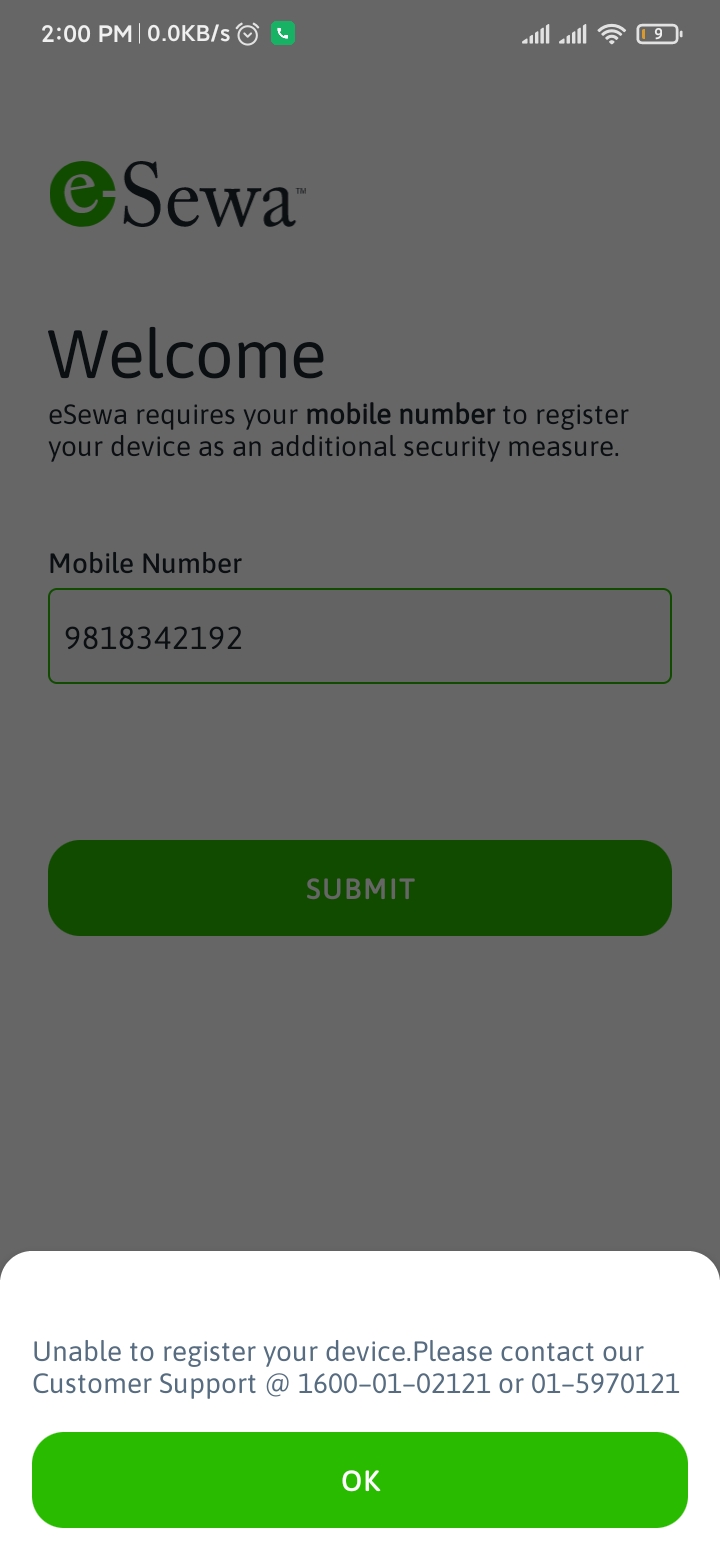 2:00 PM | 0.0KB/s 9
e-Sewa™
Welcome
eSewa requires your mobile number to register
your device as an additional security measure.
Mobile Number
9818342192
SUBMIT
Unable to register your device.Please contact our
Customer Support @ 1600-01-02121 or 01-5970121
OK